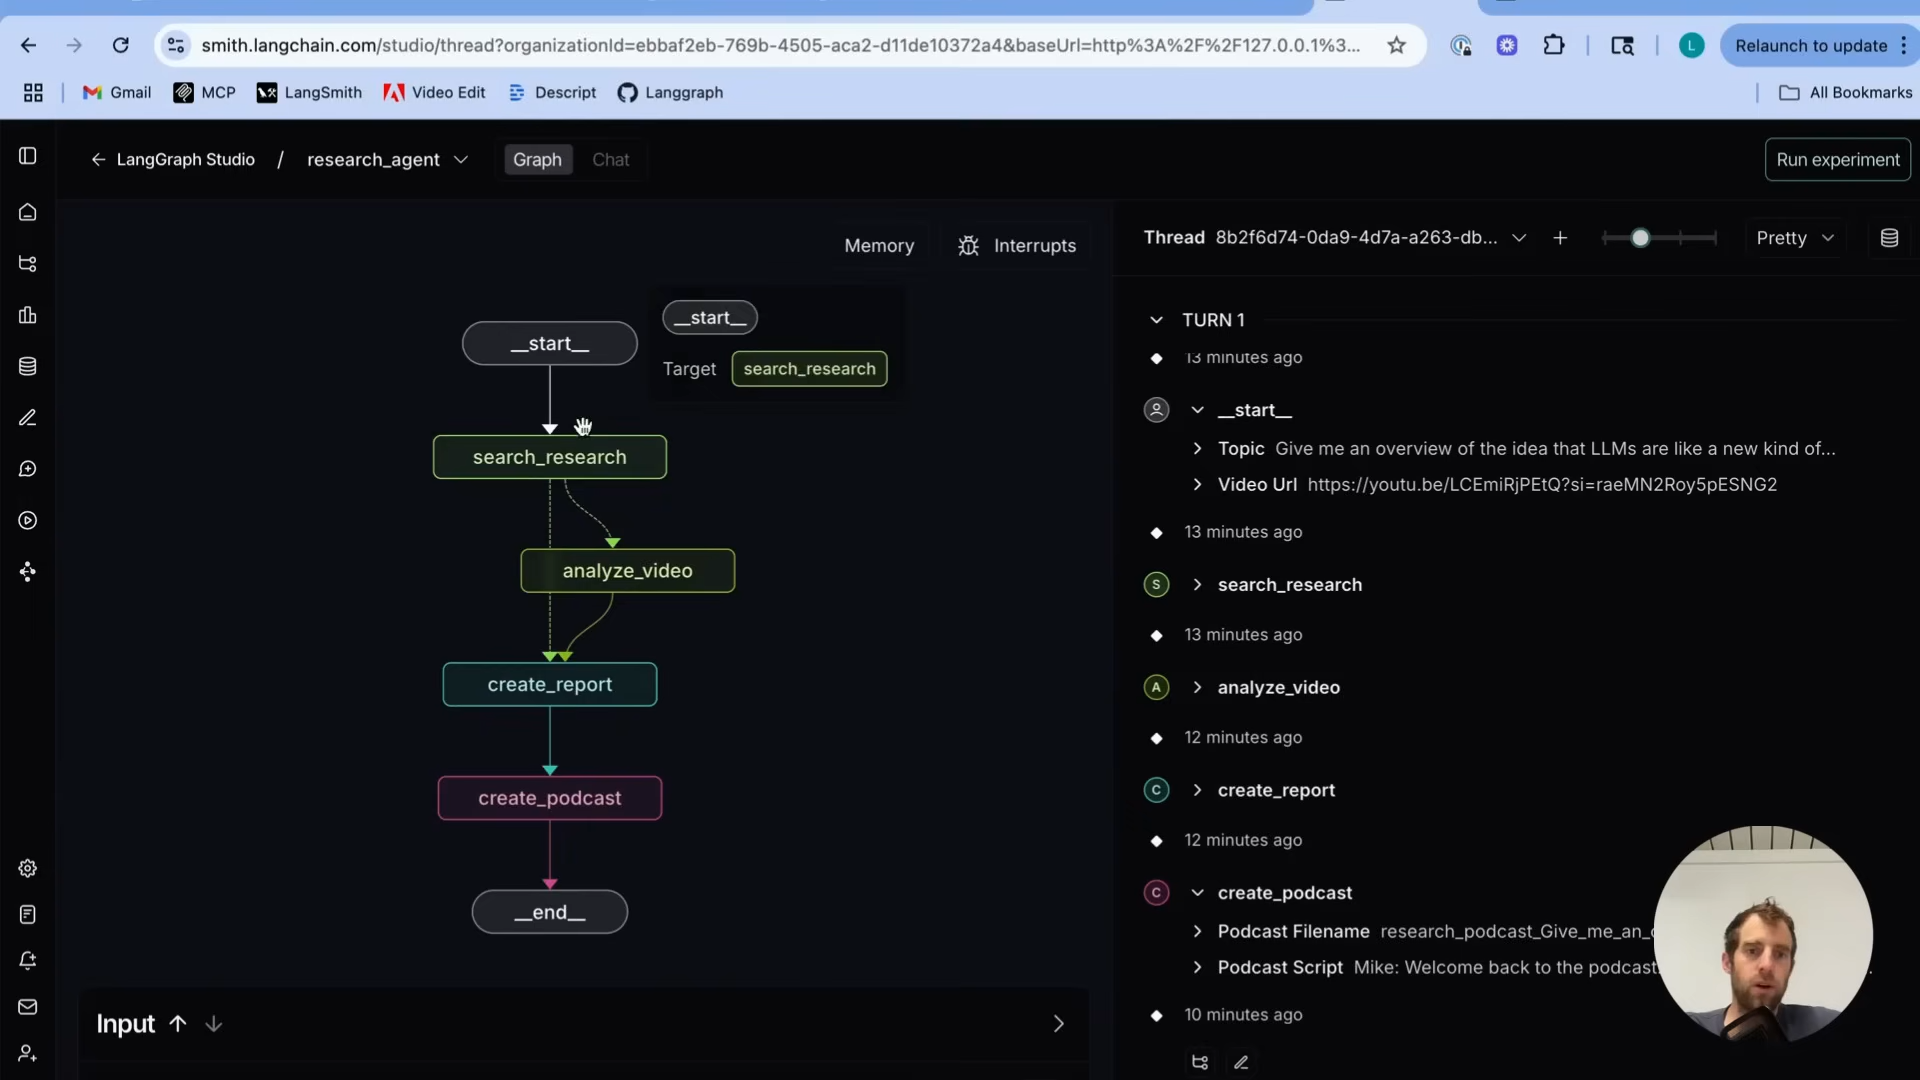 smith.langchain.com/studio/thread?organizationId=ebbaf2eb-769b-4505-aca2-d11de10372a4&baseUrl=http%3A%2F%2F127.0.0.1%3...
L
Relaunch to update
Gmail
MCP
LangSmith
Video Edit
Descript
Langgraph
All Bookmarks
LangGraph Studio / research_agent
Graph
Chat
Run experiment
Memory
Interrupts
__start__
search_research
analyze_video
create_report
create_podcast
__end__
__start__
Target search_research
Input
Thread 8b2f6d74-0da9-4d7a-a263-db...
Pretty
TURN 1
13 minutes ago
__start__
Topic Give me an overview of the idea that LLMs are like a new kind of...
Video Url https://youtu.be/LCEmiRjPEtQ?si=raeMN2Roy5pESNG2
13 minutes ago
S search_research
13 minutes ago
A analyze_video
12 minutes ago
C create_report
12 minutes ago
C create_podcast
Podcast Filename research_podcast_Give_me_an_
Podcast Script Mike: Welcome back to the podcast
10 minutes ago